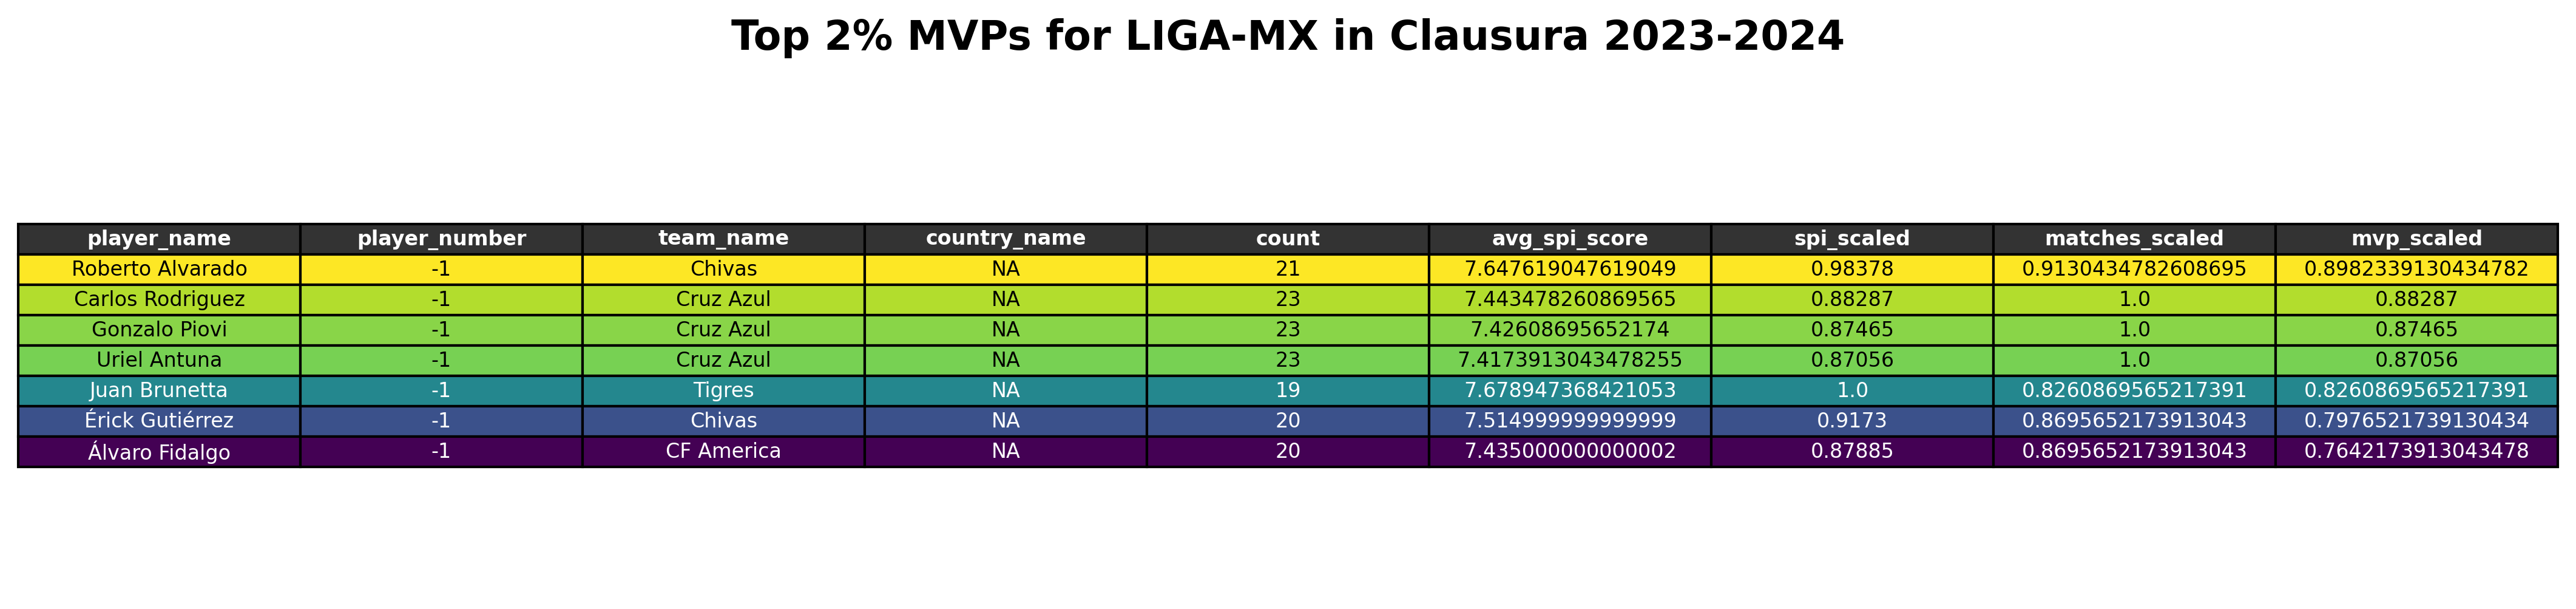 Top 2% MVPs for LIGA-MX in Clausura 2023-2024
player_name player_number team_name country_name count avg_spi_score spi_scaled matches_scaled mvp_scaled
Roberto Alvarado -1 Chivas NA 21 7.647619047619049 0.98378 0.9130434782608695 0.8982339130434782
Carlos Rodriguez -1 Cruz Azul NA 23 7.443478260869565 0.88287 1.0 0.88287
Gonzalo Piovi -1 Cruz Azul NA 23 7.42608695652174 0.87465 1.0 0.87465
Uriel Antuna -1 Cruz Azul NA 23 7.4173913043478255 0.87056 1.0 0.87056
Juan Brunetta -1 Tigres NA 19 7.678947368421053 1.0 0.8260869565217391 0.8260869565217391
Érick Gutiérrez -1 Chivas NA 20 7.514999999999999 0.9173 0.8695652173913043 0.7976521739130434
Álvaro Fidalgo -1 CF America NA 20 7.435000000000002 0.87885 0.8695652173913043 0.7642173913043478